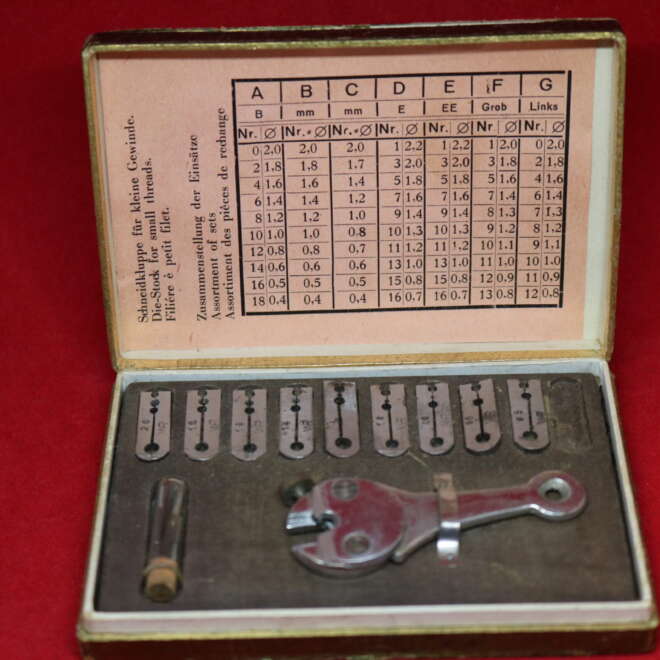 Schneidkluppe für kleine Gewinde.
Die-Stock for small threads.
Filière è petit filet.
Zusammenstellung der Einsätze
Assortment of sets
Assortiment des pièces de rechange
A B C D E F G
B mm mm E EE Grob Links
Nr. Ø Nr.•Ø Nr.•Ø Nr. Ø Nr. Ø Nr Ø Nr. Ø
0 2.0 2.0 2.0 1 2.2 1 2.2 1 2.0 0 2.0
2 1.8 1.8 1.7 3 2.0 3 2.0 3 1.8 2 1.8
4 1.6 1.6 1.4 5 1.8 5 1.8 5 1.6 4 1.6
6 1.4 1.4 1.2 7 1.6 7 1.6 7 1.4 6 1.4
8 1.2 1.2 1.0 9 1.4 9 1.4 8 1.3 7 1.3
10 1.0 1.0 0.8 10 1.3 10 1.3 9 1.2 8 1.2
12 0.8 0.8 0.7 11 1.2 11 1.2 10 1.1 9 1.1
14 0.6 0.6 0.6 13 1.0 13 1.0 11 1.0 10 1.0
16 0.5 0.5 0.5 15 0.8 15 0.8 12 0.9 11 0.9
18 0.4 0.4 0.4 16 0.7 16 0.7 13 0.8 12 0.8